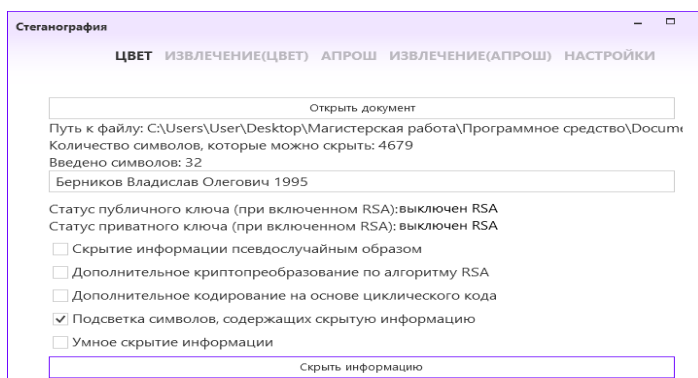 Стеганография
ЦВЕТ ИЗВЛЕЧЕНИЕ(ЦВЕТ) АПРОШ ИЗВЛЕЧЕНИЕ(АПРОШ) НАСТРОЙКИ
Открыть документ
Путь к файлу: C:\Users\User\Desktop\Магистерская работа\Программное средство\Docume
Количество символов, которые можно скрыть: 4679
Введено символов: 32
Берников Владислав Олегович 1995
Статус публичного ключа (при включенном RSA):выключен RSA
Статус приватного ключа (при включенном RSA): выключен RSA
Скрытие информации псевдослучайным образом
Дополнительное криптопреобразование по алгоритму RSA
Дополнительное кодирование на основе циклического кода
Подсветка символов, содержащих скрытую информацию
Умное скрытие информации
Скрыть информацию